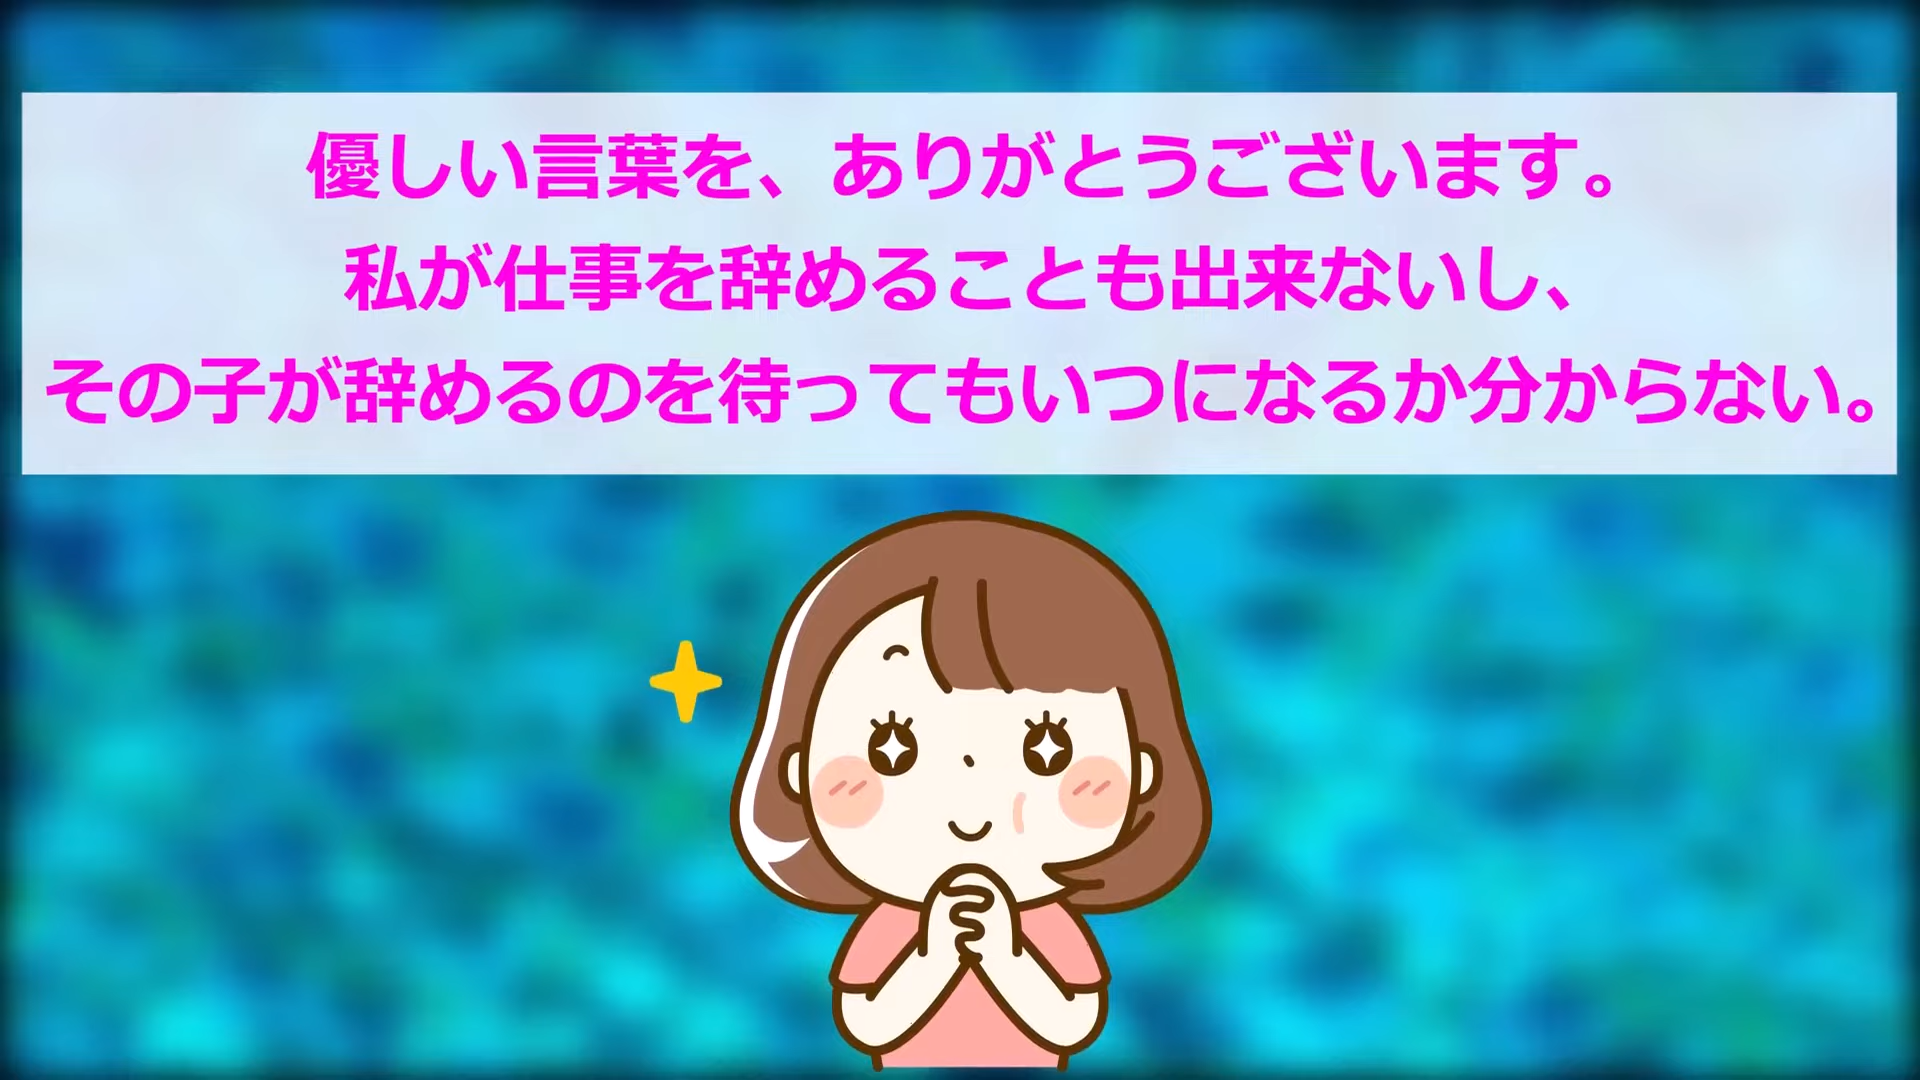 優しい言葉を、ありがとうございます。
私が仕事を辞めることも出来ないし、
その子が辞めるのを待ってもいつになるか分からない。